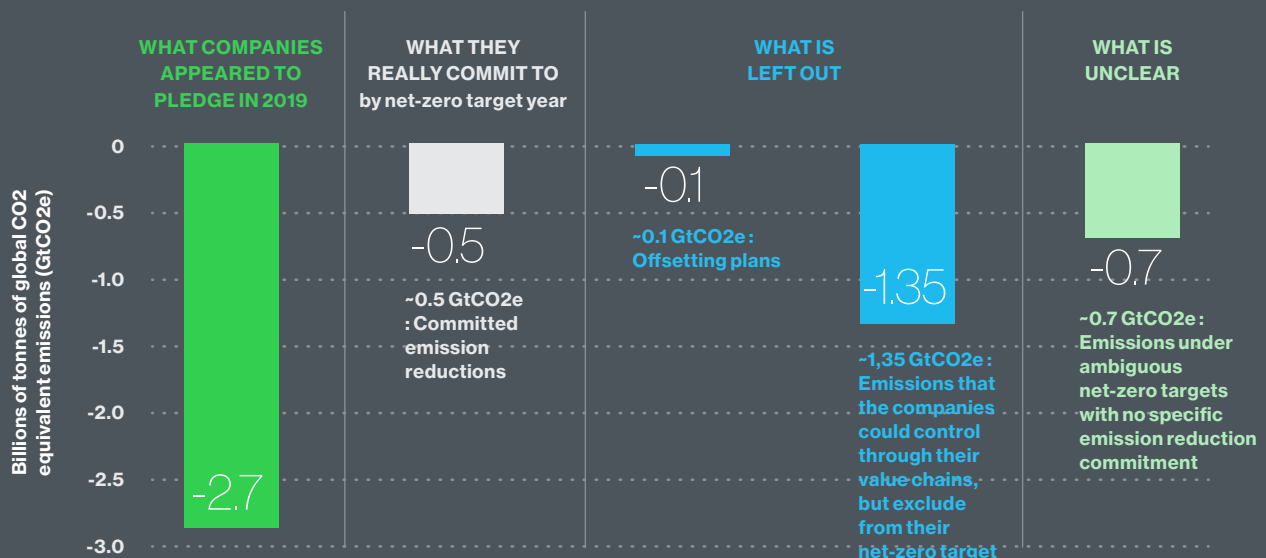 WHAT COMPANIES
APPEARED TO
PLEDGE IN 2019
WHAT THEY
REALLY COMMIT TO
by net-zero target year
WHAT IS
LEFT OUT
WHAT IS
UNCLEAR
Billions of tonnes of global CO2
equivalent emissions (GtCO2e)
0
-0.5
-1.0
-1.5
-2.0
-2.5
-3.0
-2.7
-0.5
~0.5 GtCO2e
: Committed
emission
reductions
-0.1
~0.1 GtCO2e :
Offsetting plans
-1.35
~1,35 GtCO2e :
Emissions that
the companies
could control
through their
value chains,
but exclude
from their
net-zero target
-0.7
~0.7 GtCO2e :
Emissions under
ambiguous
net-zero targets
with no specific
emission reduction
commitment